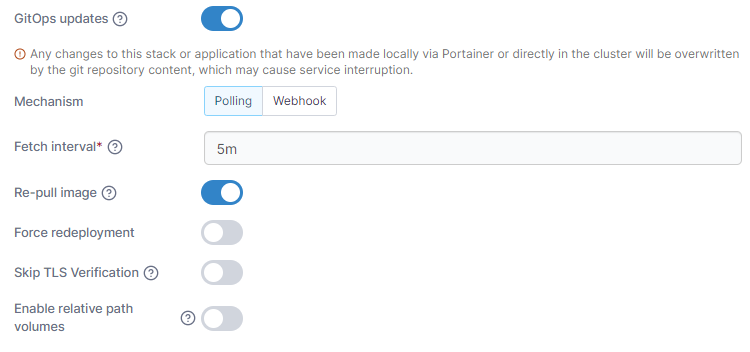 GitOps updates
Any changes to this stack or application that have been made locally via Portainer or directly in the cluster will be overwritten
by the git repository content, which may cause service interruption.
Mechanism
Polling Webhook
Fetch interval*
5m
Re-pull image
Force redeployment
Skip TLS Verification
Enable relative path
volumes